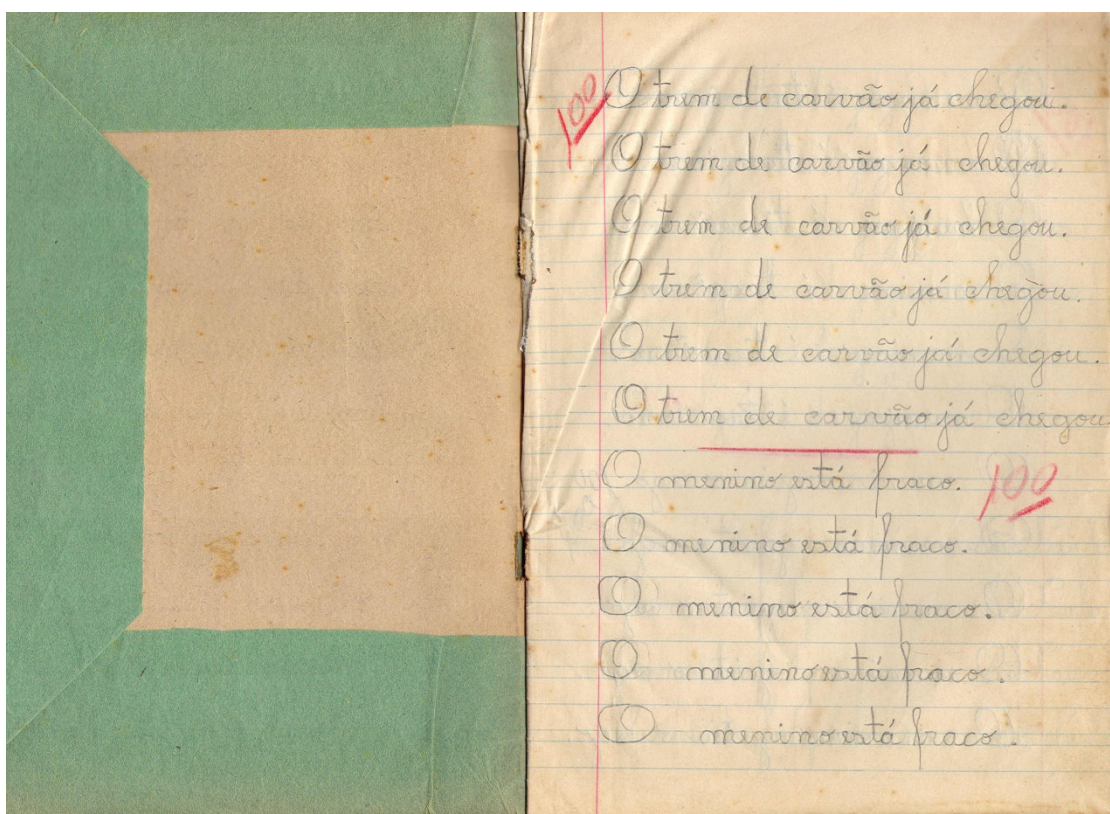 100
O trem de carvão já chegou.
O trem de carvão já chegou.
O trem de carvão já chegou.
O trem de carvão já chegou.
O trem de carvão já chegou.
O trem de carvão já chegou
O menino está fraco. 100
O menino está fraco.
O menino está fraco.
O menino está fraco.
O menino está fraco.